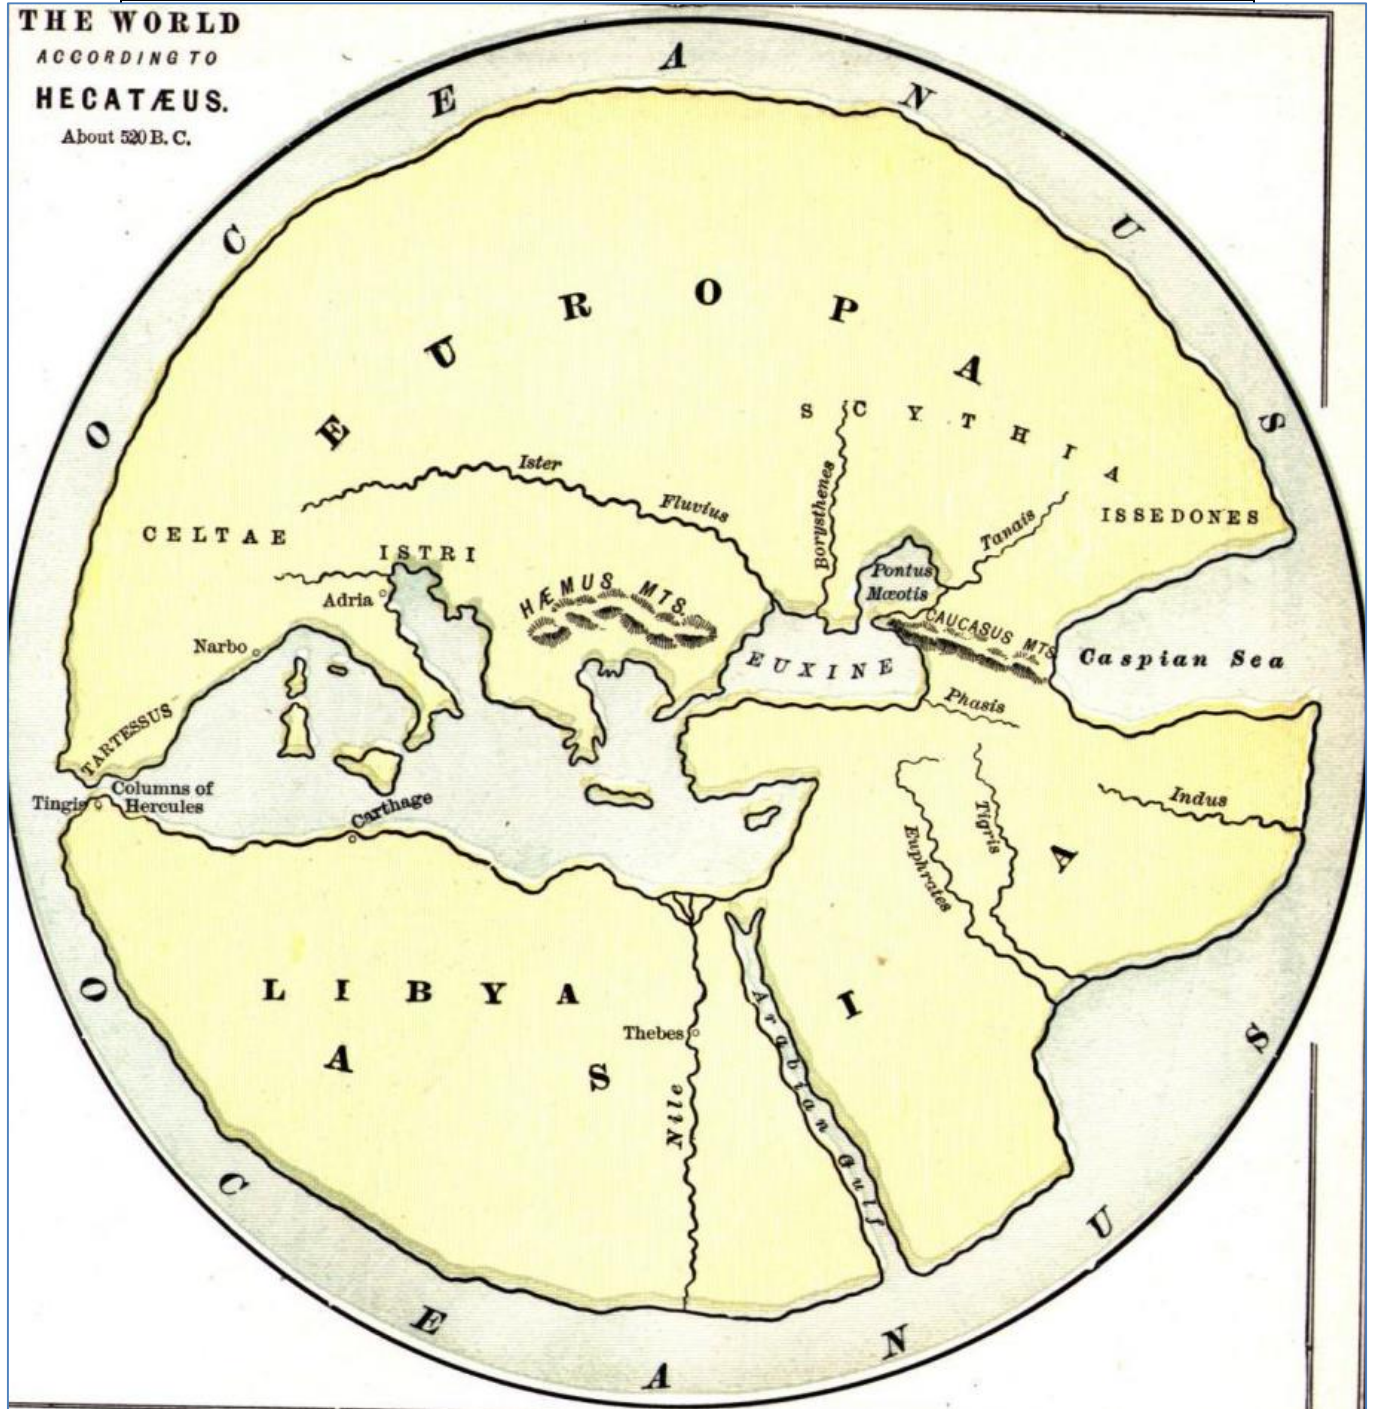 THE WORLD
ACCORDING TO
HECATÆUS.
About 520 B.C.
OCEANUS
EUROPA
SCYTHIA
Ister Fluvius
Borysthenes
Tanais
ISSEDONES
CELTAE
ISTRI
Adria
HÆMUS MTS.
Pontus
Mæotis
CAUCASUS MTS
Narbo
EUXINE
Caspian Sea
Phasis
TARTESSUS
Columns of
Hercules
Tingis
Carthage
Indus
Tigris
Euphrates
LIBYA
ASIA
Thebes
Nile
Arabian Gulf
OCEANUS